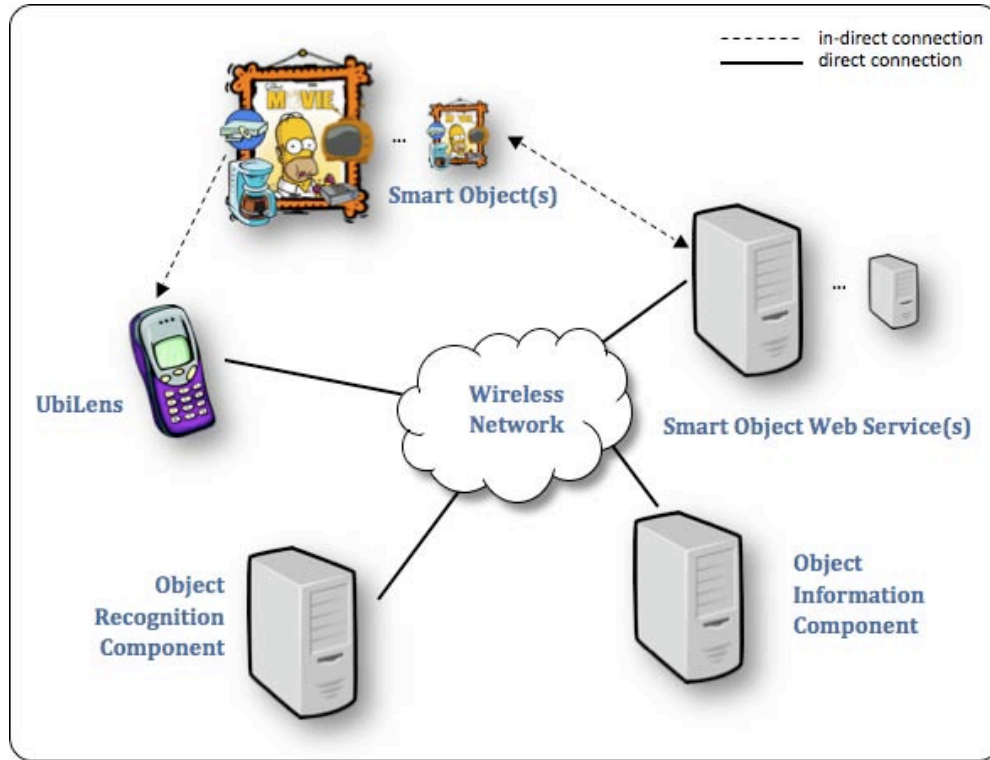 in-direct connection
direct connection
MOVIE
...
Smart Object(s)
...
UbiLens
Wireless
Network
Smart Object Web Service(s)
Object
Recognition
Component
Object
Information
Component